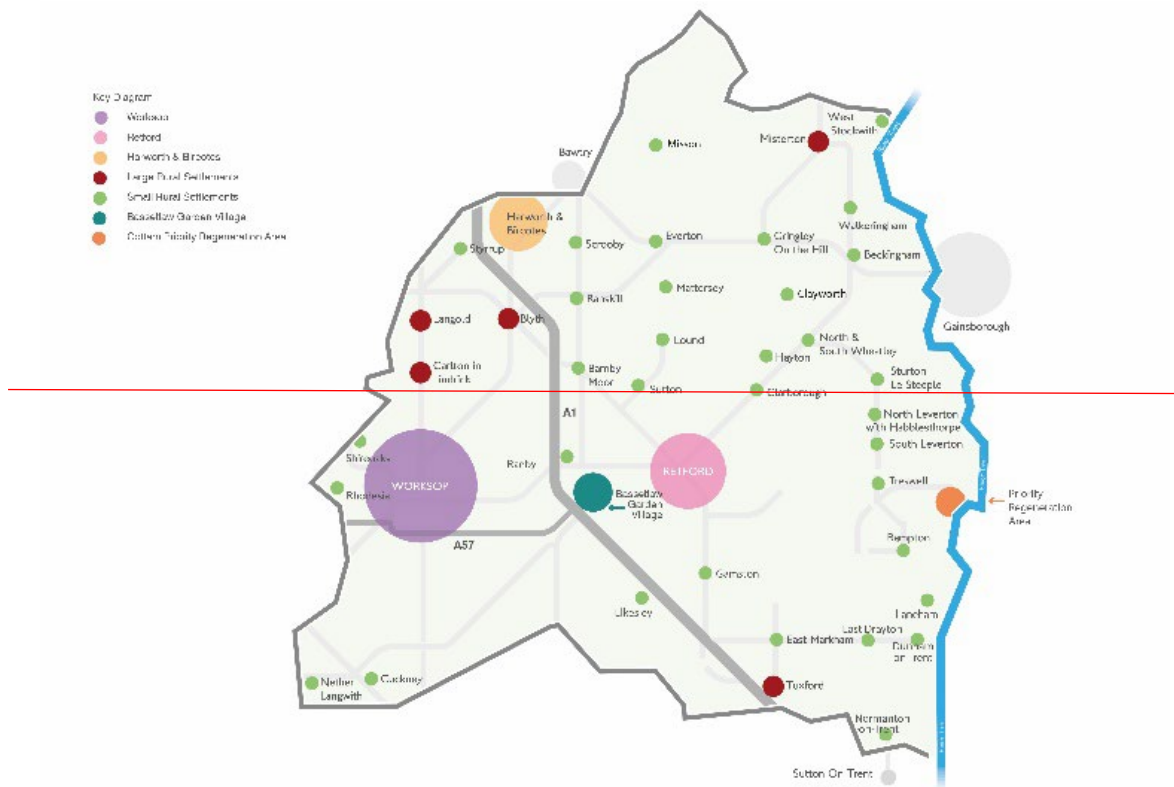 Key Diagram
Worksop
Retford
Harworth & Bircotes
Large Rural Settlements
Small Rural Settlements
Bassetlaw Garden Village
Cottam Priority Regeneration Area
West
Stockwith
Misterton
Misson
Bawtry
Harworth &
Bircotes
Walkeringham
Styrrup
Scrooby
Everton
Gringley
On the Hill
Beckingham
Ranskill
Mattersey
Clayworth
Gainsborough
Langold
Blyth
Lound
North &
South Wheatley
Hayton
Carlton in
Lindrick
Barnby
Moor
Sutton
Clarborough
Sturton
Le Steeple
A1
North Leverton
with Habblesthorpe
South Leverton
Shireoaks
Ranby
RETFORD
WORKSOP
Rhodesia
Bassetlaw
Garden
Village
Treswell
Priority
Regeneration
Area
A57
Rampton
Gamston
Elkesley
Laneham
East Markham
East Drayton
Dunham
on Trent
Nether
Langwith
Cuckney
Tuxford
Normanton
on-Trent
Sutton On Trent